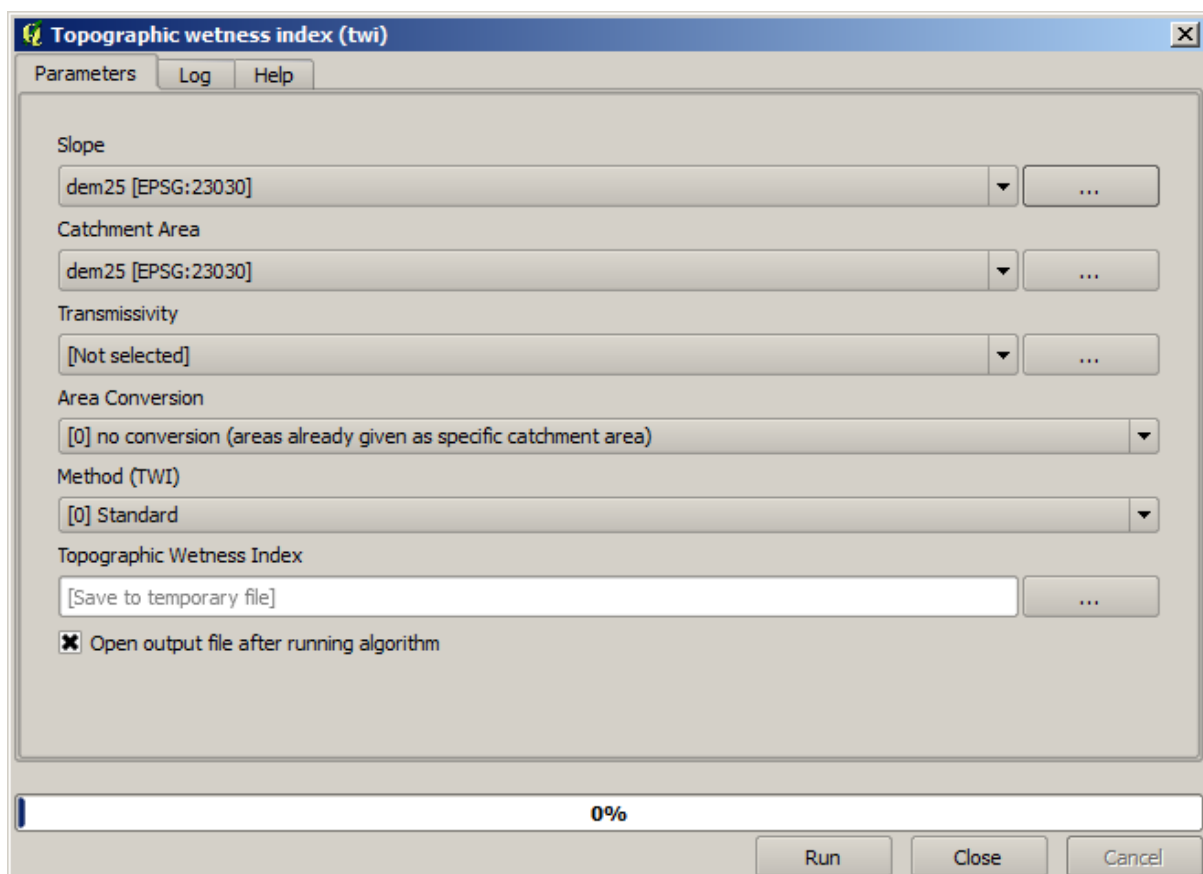 Topographic wetness index (twi)
Parameters Log Help
Slope
dem25 [EPSG:23030]
...
Catchment Area
dem25 [EPSG:23030]
...
Transmissivity
[Not selected]
...
Area Conversion
[0] no conversion (areas already given as specific catchment area)
Method (TWI)
[0] Standard
Topographic Wetness Index
[Save to temporary file]
...
Open output file after running algorithm
0%
Run Close Cancel